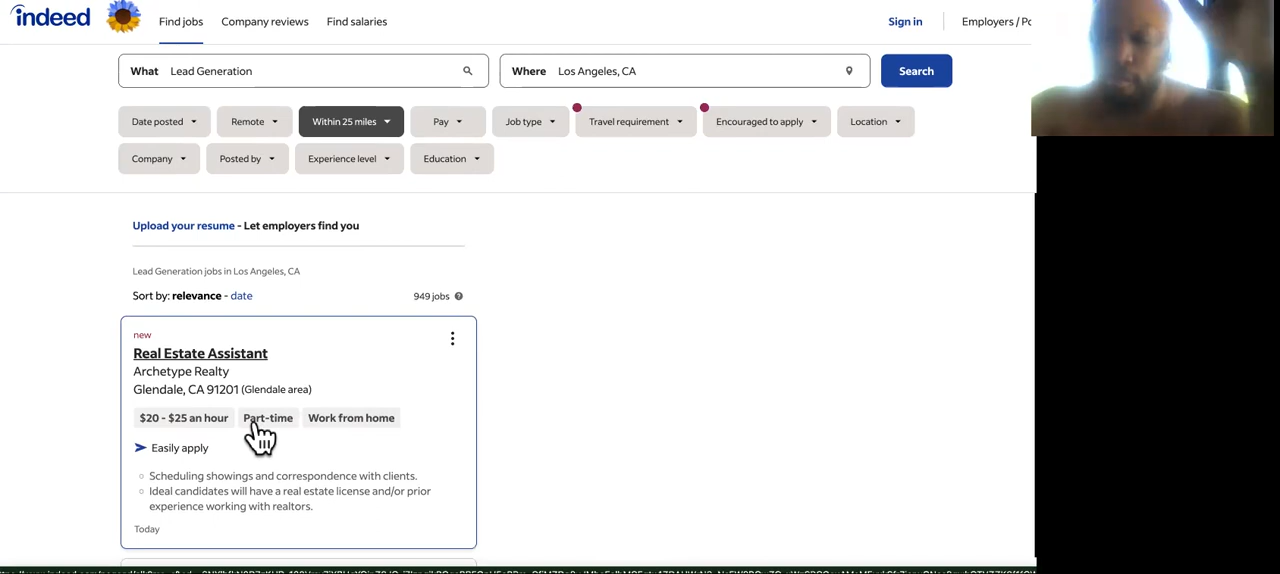 indeed
Find jobs Company reviews Find salaries Sign in Employers / Po
What Lead Generation Where Los Angeles, CA Search
Date posted Remote Within 25 miles Pay Job type Travel requirement Encouraged to apply Location
Company Posted by Experience level Education
Upload your resume - Let employers find you
Lead Generation jobs in Los Angeles, CA
Sort by: relevance - date 949 jobs
new
Real Estate Assistant
Archetype Realty
Glendale, CA 91201 (Glendale area)
$20 - $25 an hour Part-time Work from home
Easily apply
Scheduling showings and correspondence with clients.
Ideal candidates will have a real estate license and/or prior
experience working with realtors.
Today